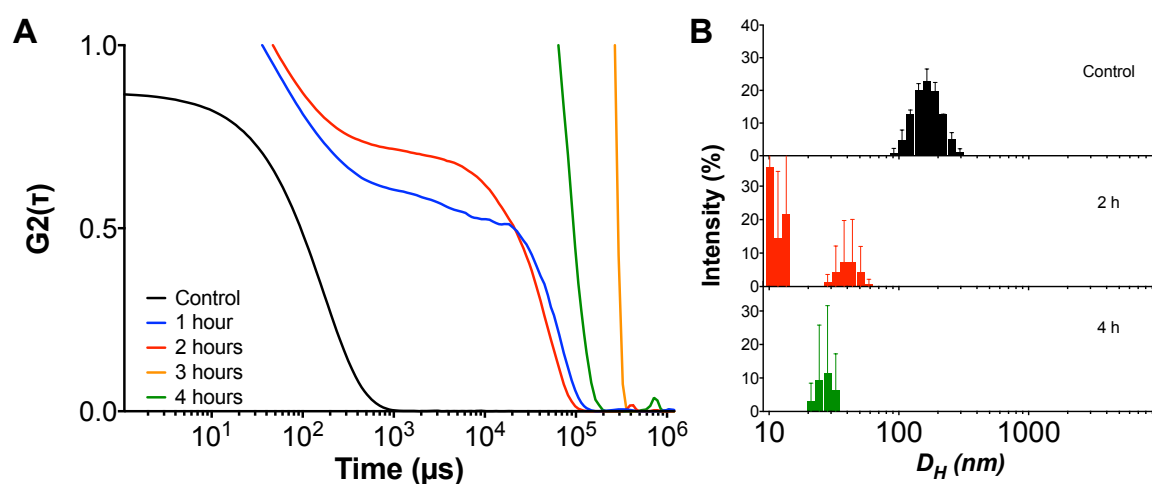 A
G2(τ)
1.0
0.5
0.0
Control
1 hour
2 hours
3 hours
4 hours
10¹ 10² 10³ 10⁴ 10⁵ 10⁶
Time (µs)
B
Intensity (%)
40
30
20
10
0
Control
30
20
10
0
2 h
30
20
10
0
4 h
10 100 1000
D_H (nm)